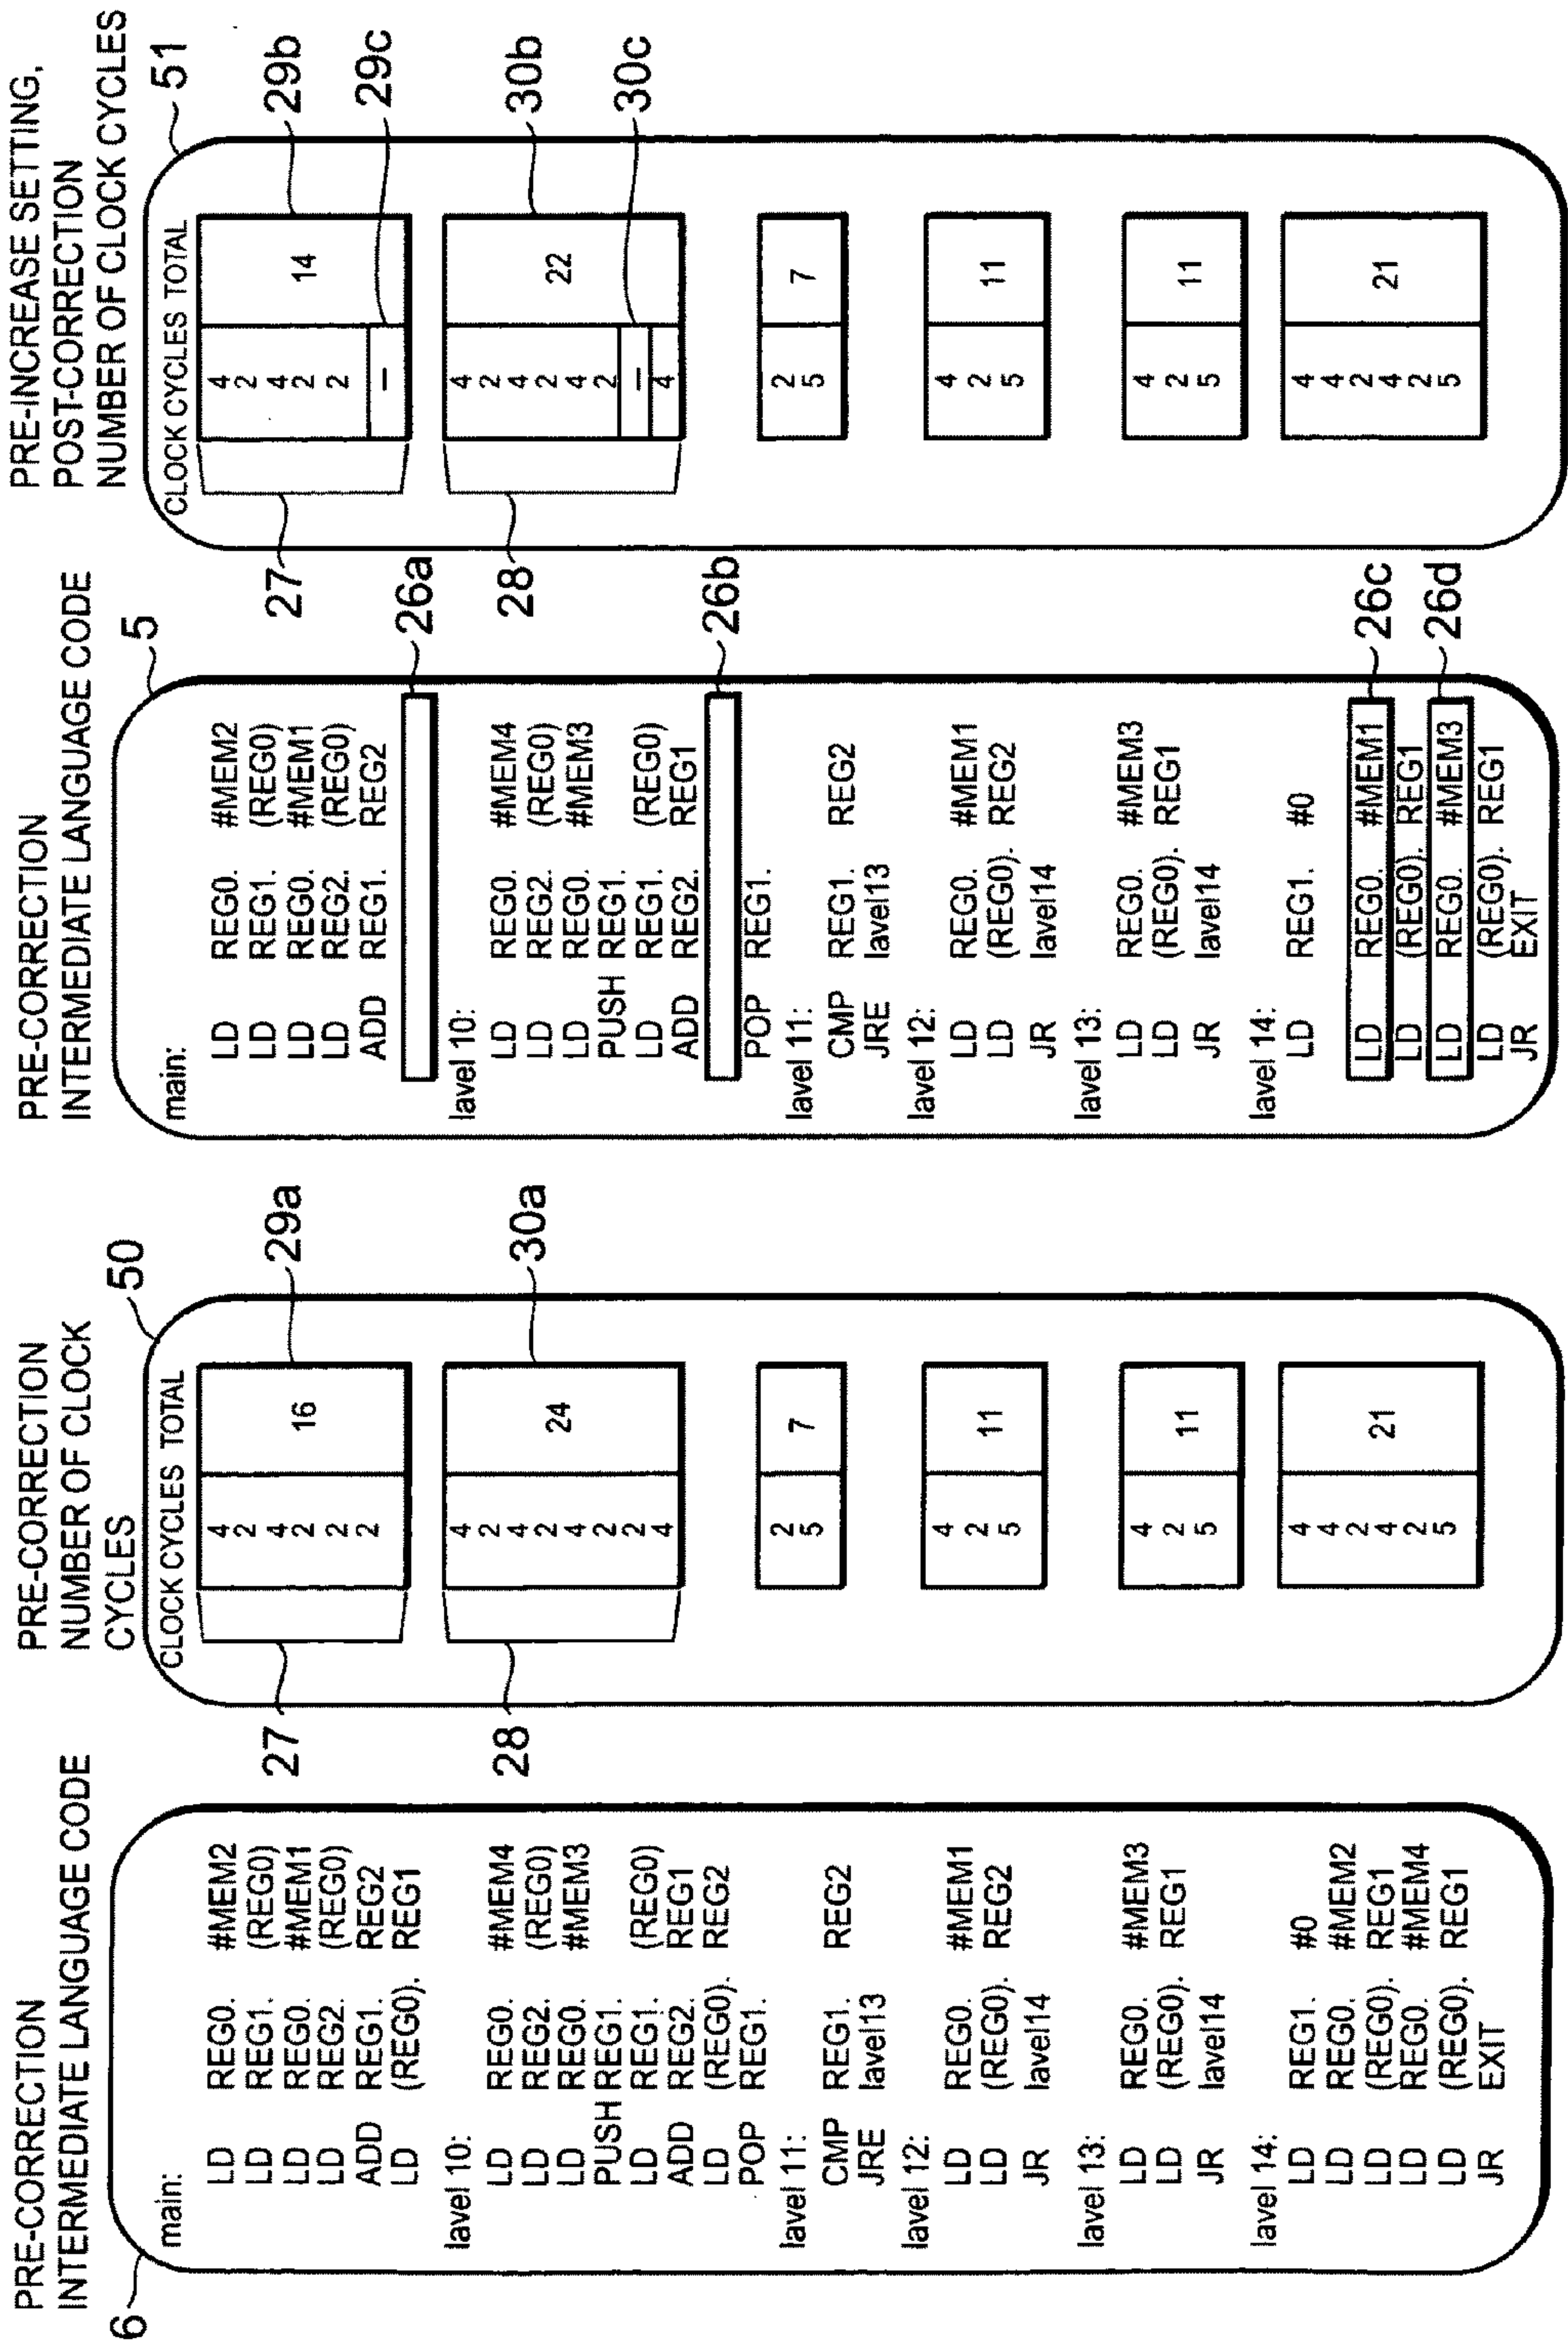 PRE-CORRECTION
INTERMEDIATE LANGUAGE CODE
6
main:
LD REG0. #MEM2
LD REG1. (REG0)
LD REG0. #MEM1
LD REG2. (REG0)
ADD REG1. REG2
LD (REG0). REG1
lavel 10:
LD REG0. #MEM4
LD REG2. (REG0)
LD REG0. #MEM3
PUSH REG1.
LD REG1. (REG0)
ADD REG2. REG1
LD (REG0). REG2
POP REG1.
lavel 11:
CMP REG1. REG2
JRE lavel13
lavel 12:
LD REG0. #MEM1
LD (REG0). REG2
JR lavel14
lavel 13:
LD REG0. #MEM3
LD (REG0). REG1
JR lavel14
lavel 14:
LD REG1. #0
LD REG0. #MEM2
LD (REG0). REG1
LD REG0. #MEM4
LD (REG0). REG1
JR EXIT
PRE-CORRECTION
NUMBER OF CLOCK
CYCLES
50
CLOCK CYCLES TOTAL
27
4
2
4
2
2
2
16
29a
28
4
2
4
2
4
2
2
4
24
30a
2
5
7
4
2
5
11
4
2
5
11
4
4
2
4
2
5
21
PRE-CORRECTION
INTERMEDIATE LANGUAGE CODE
5
main:
LD REG0. #MEM2
LD REG1. (REG0)
LD REG0. #MEM1
LD REG2. (REG0)
ADD REG1. REG2
26a
lavel 10:
LD REG0. #MEM4
LD REG2. (REG0)
LD REG0. #MEM3
PUSH REG1.
LD REG1. (REG0)
ADD REG2. REG1
26b
POP REG1.
lavel 11:
CMP REG1. REG2
JRE lavel13
lavel 12:
LD REG0. #MEM1
LD (REG0). REG2
JR lavel14
lavel 13:
LD REG0. #MEM3
LD (REG0). REG1
JR lavel14
lavel 14:
LD REG1. #0
LD REG0. #MEM1 26c
LD (REG0). REG1
LD REG0. #MEM3 26d
LD (REG0). REG1
JR EXIT
PRE-INCREASE SETTING,
POST-CORRECTION
NUMBER OF CLOCK CYCLES
51
CLOCK CYCLES TOTAL
27
4
2
4
2
2
—
14
29b
29c
28
4
2
4
2
4
2
—
4
22
30b
30c
2
5
7
4
2
5
11
4
2
5
11
4
4
2
4
2
5
21